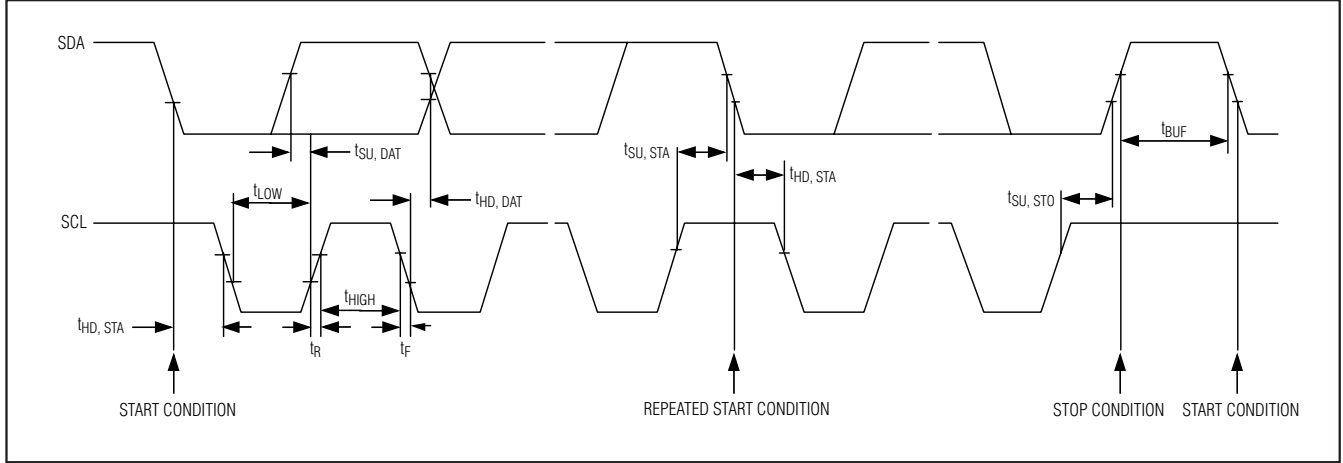 SDA
tBUF
tSU, DAT
tSU, STA
tHD, STA
tLOW
tHD, DAT
tSU, STO
SCL
tHIGH
tHD, STA
tR
tF
START CONDITION
REPEATED START CONDITION
STOP CONDITION
START CONDITION